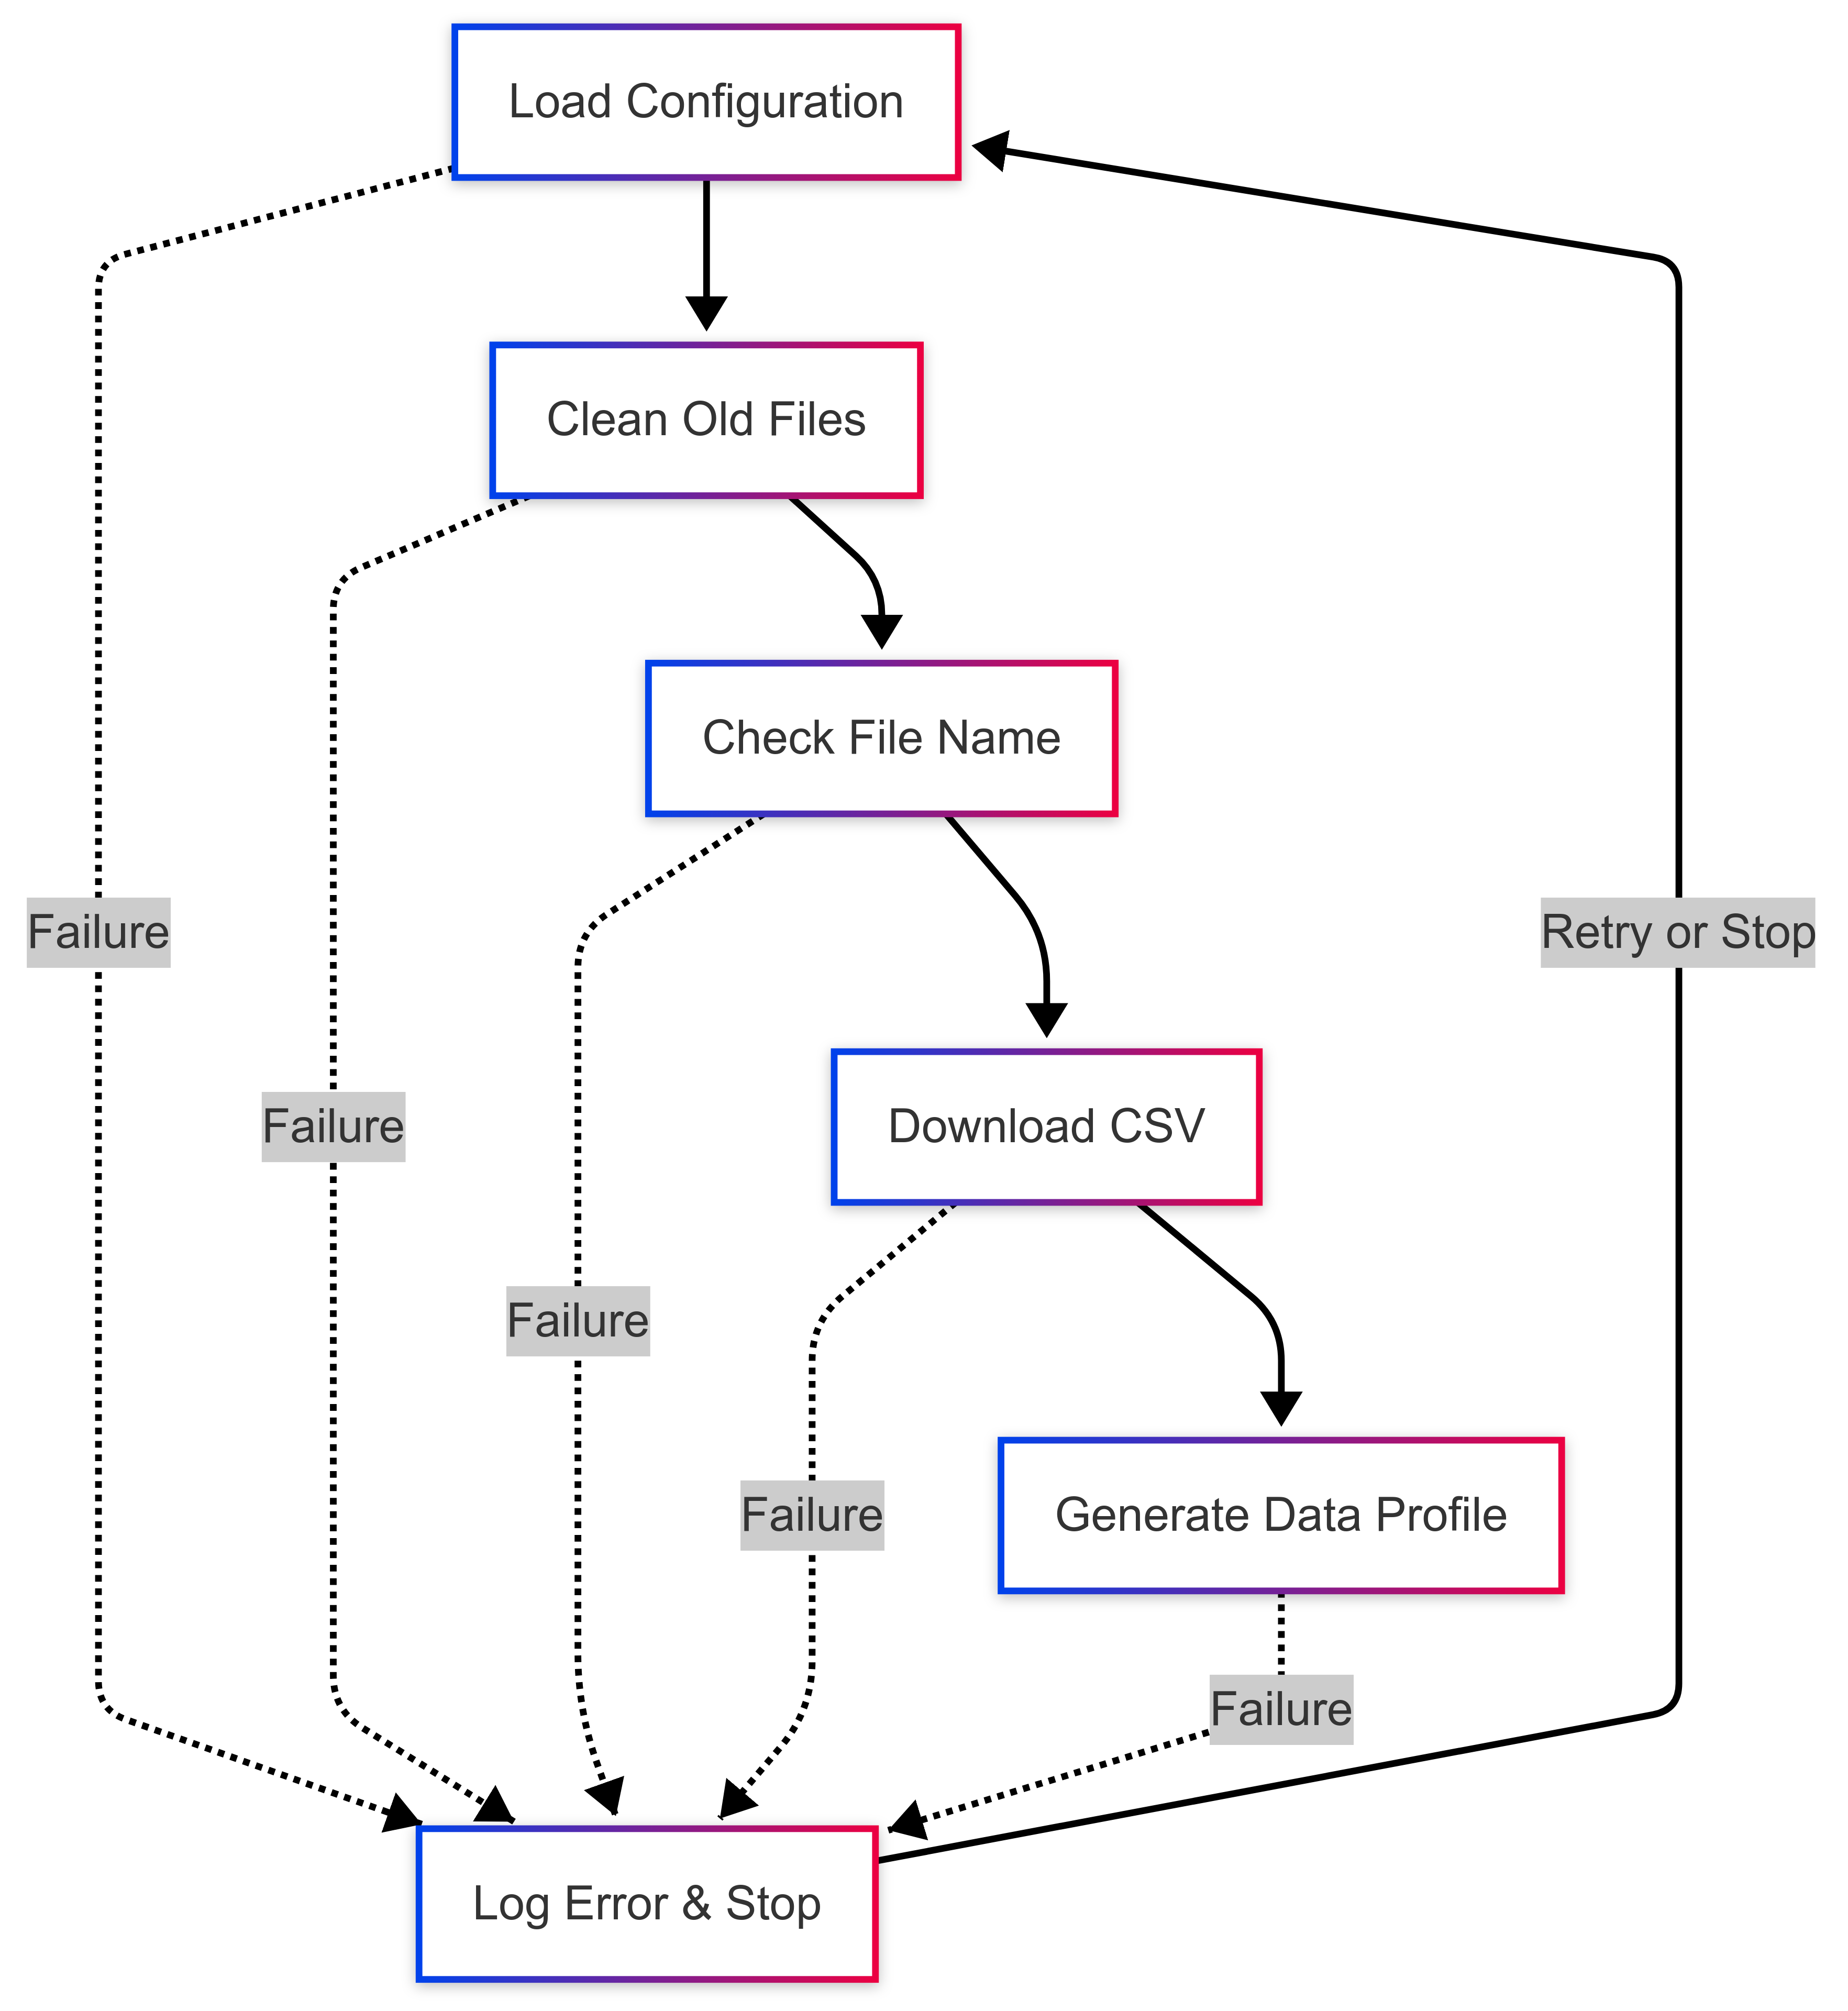 Load Configuration
Clean Old Files
Check File Name
Failure
Retry or Stop
Failure
Download CSV
Failure
Failure
Generate Data Profile
Failure
Log Error & Stop